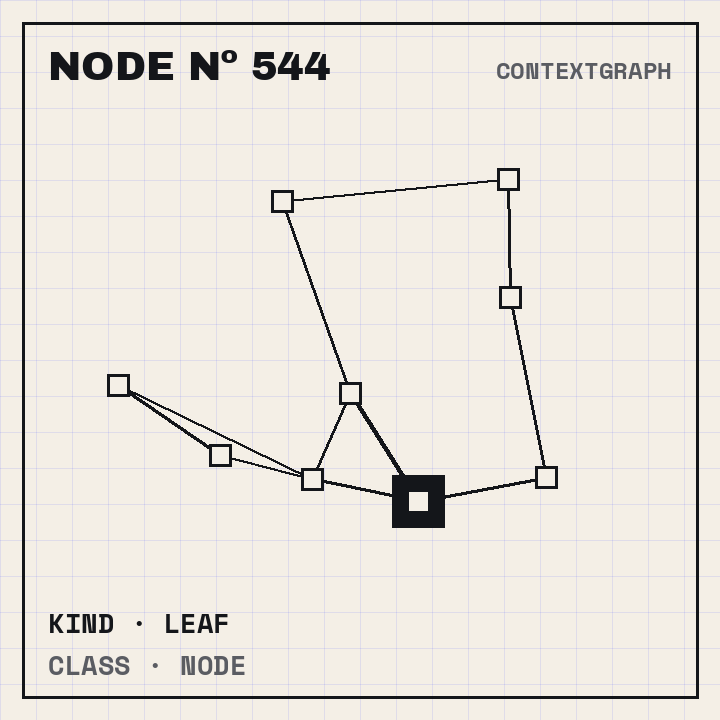 NODE Nº 544
CONTEXTGRAPH
KIND · LEAF
CLASS · NODE